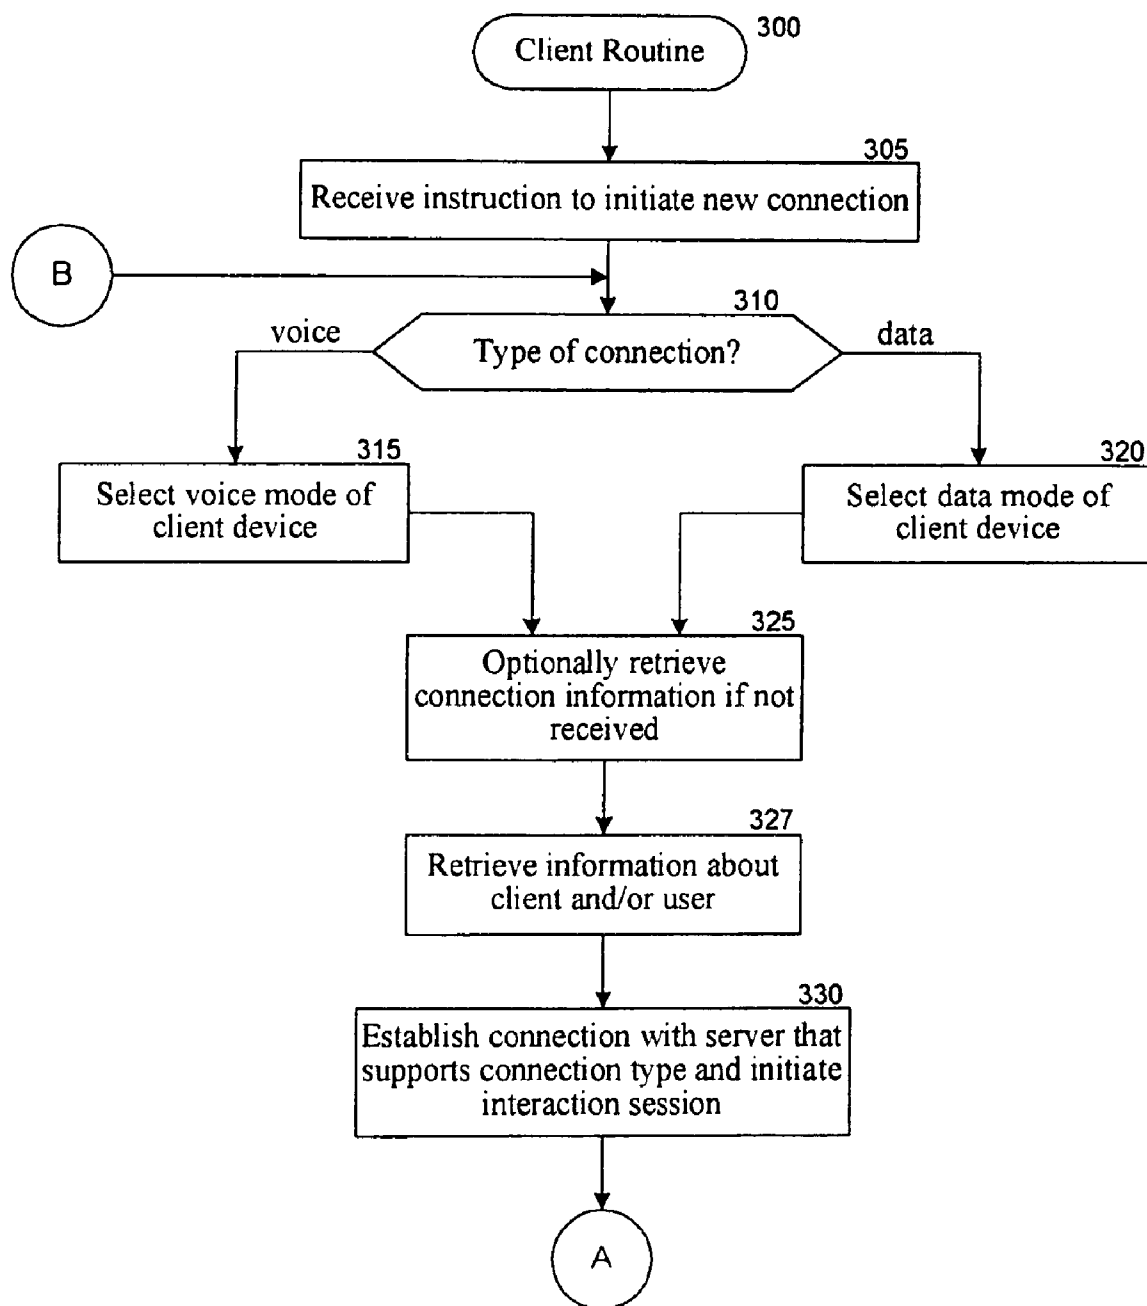 300
Client Routine
305
Receive instruction to initiate new connection
B
310
voice
Type of connection?
data
315
Select voice mode of
client device
320
Select data mode of
client device
325
Optionally retrieve
connection information if not
received
327
Retrieve information about
client and/or user
330
Establish connection with server that
supports connection type and initiate
interaction session
A